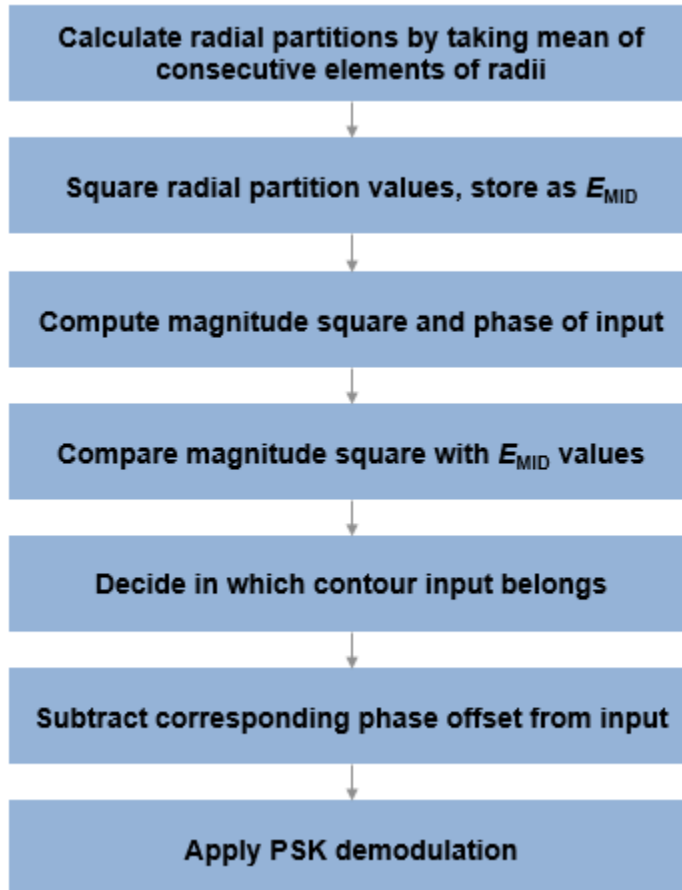 Calculate radial partitions by taking mean of
consecutive elements of radii
Square radial partition values, store as E_MID
Compute magnitude square and phase of input
Compare magnitude square with E_MID values
Decide in which contour input belongs
Subtract corresponding phase offset from input
Apply PSK demodulation